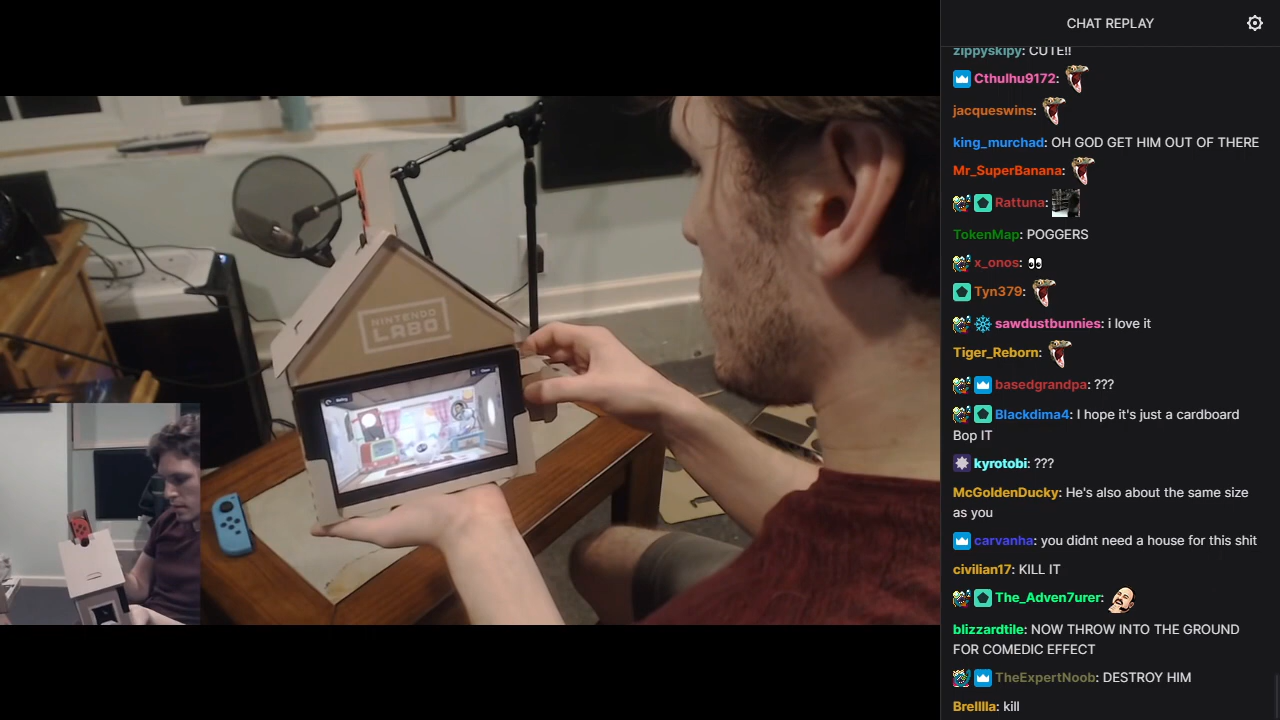 CHAT REPLAY
zippyskipy: CUTE!!
Cthulhu9172:
jacqueswins:
king_murchad: OH GOD GET HIM OUT OF THERE
Mr_SuperBanana:
Rattuna:
TokenMap: POGGERS
x_onos:
Tyn379:
sawdustbunnies: i love it
Tiger_Reborn:
basedgrandpa: ???
Blackdima4: I hope it's just a cardboard
Bop IT
kyrotobi: ???
McGoldenDucky: He's also about the same size
as you
carvanha: you didnt need a house for this shit
civilian17: KILL IT
The_Adven7urer:
blizzardtile: NOW THROW INTO THE GROUND
FOR COMEDIC EFFECT
TheExpertNoob: DESTROY HIM
Brelllla: kill
NINTENDO
LABO